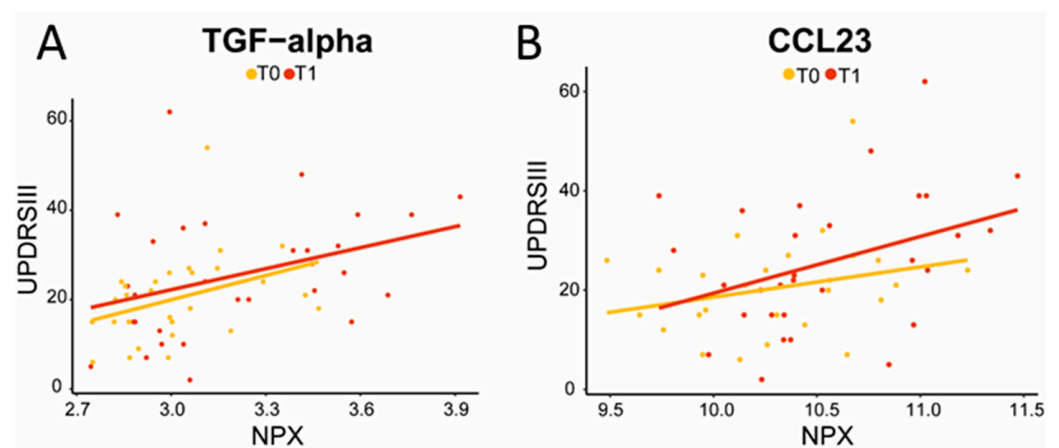 A
TGF-alpha
T0 T1
60
40
20
0
UPDRSIII
2.7 3.0 3.3 3.6 3.9
NPX
B
CCL23
T0 T1
60
40
20
0
UPDRSIII
9.5 10.0 10.5 11.0 11.5
NPX